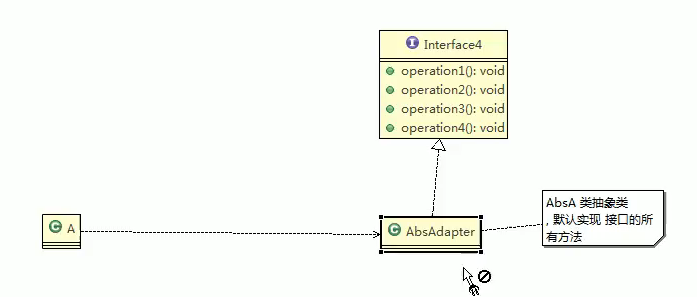 I Interface4
operation1(): void
operation2(): void
operation3(): void
operation4(): void
C A
C AbsAdapter
AbsA 类抽象类
, 默认实现 接口的所
有方法